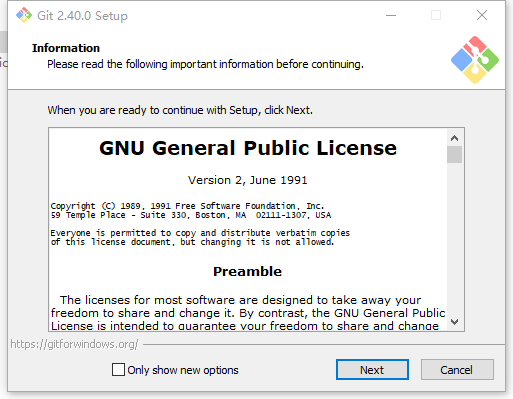 Git 2.40.0 Setup
Information
Please read the following important information before continuing.
When you are ready to continue with Setup, click Next.
GNU General Public License
Version 2, June 1991
Copyright (C) 1989, 1991 Free Software Foundation, Inc.
59 Temple Place - Suite 330, Boston, MA  02111-1307, USA
Everyone is permitted to copy and distribute verbatim copies
of this license document, but changing it is not allowed.
Preamble
The licenses for most software are designed to take away your
freedom to share and change it. By contrast, the GNU General Public
License is intended to guarantee your freedom to share and change
https://gitforwindows.org/
Only show new options
Next
Cancel